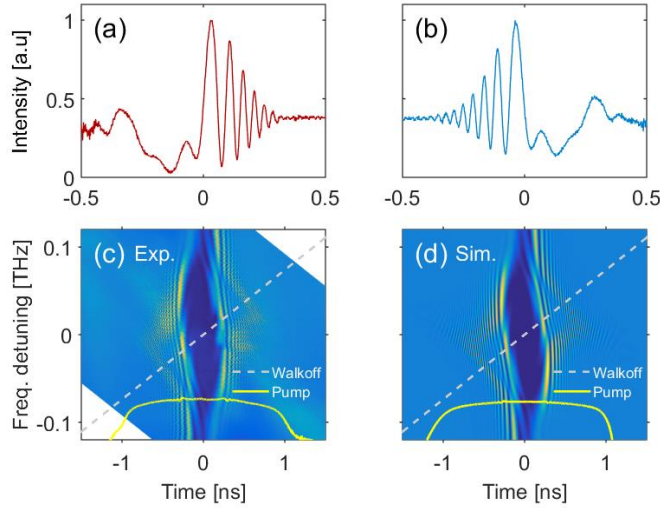 (a)
(b)
Intensity [a.u]
1
0.5
0
-0.5
0
0.5
-0.5
0
0.5
(c) Exp.
(d) Sim.
Freq. detuning [THz]
0.1
0
-0.1
Walkoff
Pump
Walkoff
Pump
-1
0
1
-1
0
1
Time [ns]
Time [ns]